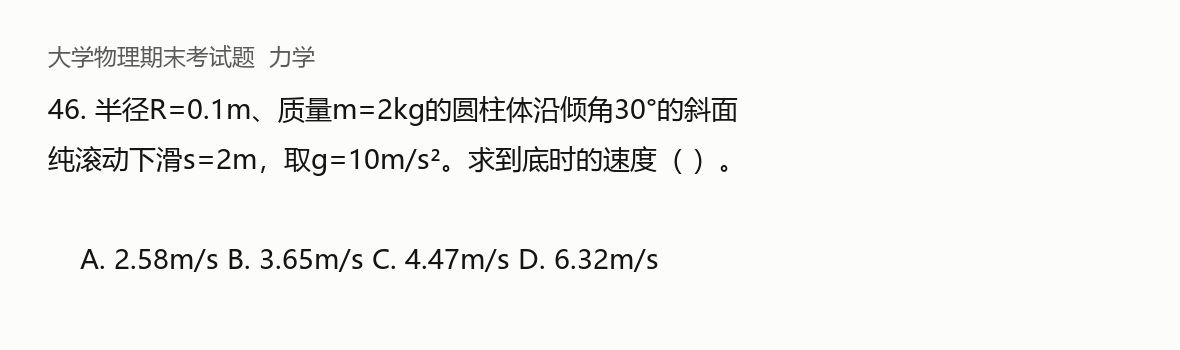 大学物理期末考试题 力学
46. 半径R=0.1m、质量m=2kg的圆柱体沿倾角30°的斜面
纯滚动下滑s=2m，取g=10m/s²。求到底时的速度（ ）。
A. 2.58m/s B. 3.65m/s C. 4.47m/s D. 6.32m/s